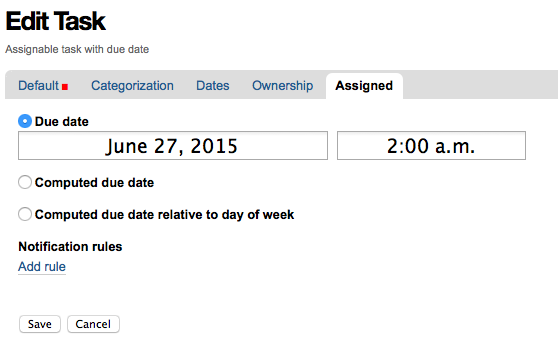 Edit Task
Assignable task with due date
Default Categorization Dates Ownership Assigned
Due date
June 27, 2015 2:00 a.m.
Computed due date
Computed due date relative to day of week
Notification rules
Add rule
Save Cancel